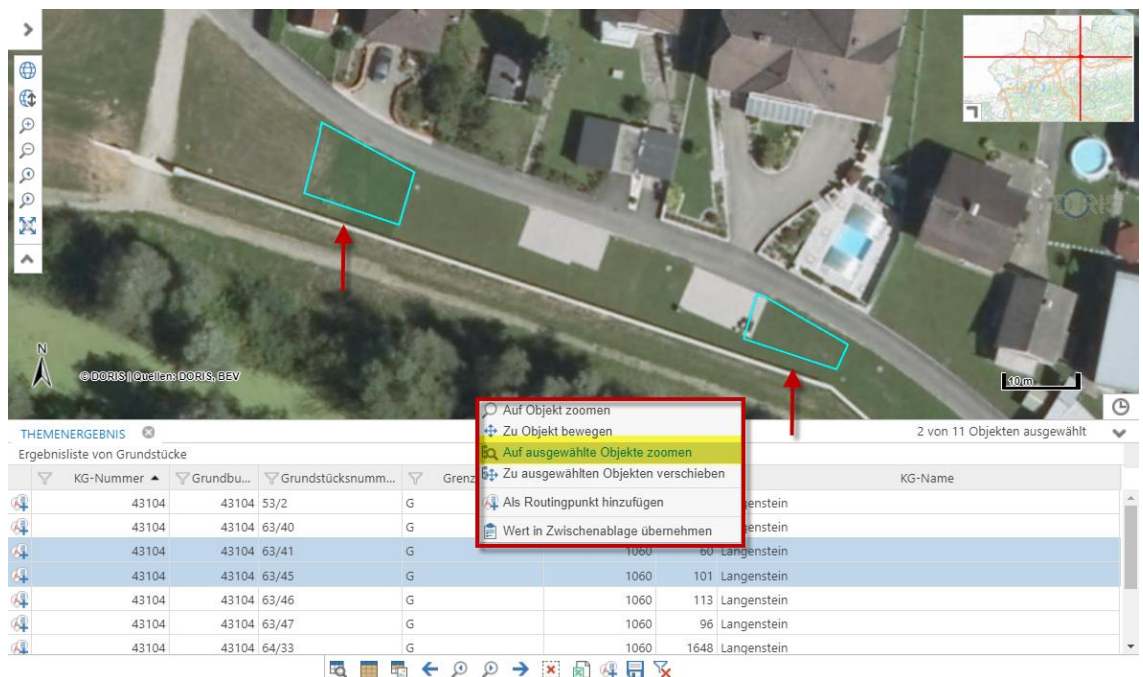 DORIS
N
© DORIS | Quellen: DORIS, BEV
10 m
Auf Objekt zoomen
Zu Objekt bewegen
Auf ausgewählte Objekte zoomen
Zu ausgewählten Objekten verschieben
Als Routingpunkt hinzufügen
Wert in Zwischenablage übernehmen
THEMENERGEBNIS
2 von 11 Objekten ausgewählt
Ergebnisliste von Grundstücke
KG-Nummer Grundbu... Grundstücksnumm... Grenz KG-Name
43104 43104 53/2 G Langenstein
43104 43104 63/40 G Langenstein
43104 43104 63/41 G 1060 60 Langenstein
43104 43104 63/45 G 1060 101 Langenstein
43104 43104 63/46 G 1060 113 Langenstein
43104 43104 63/47 G 1060 96 Langenstein
43104 43104 64/33 G 1060 1648 Langenstein